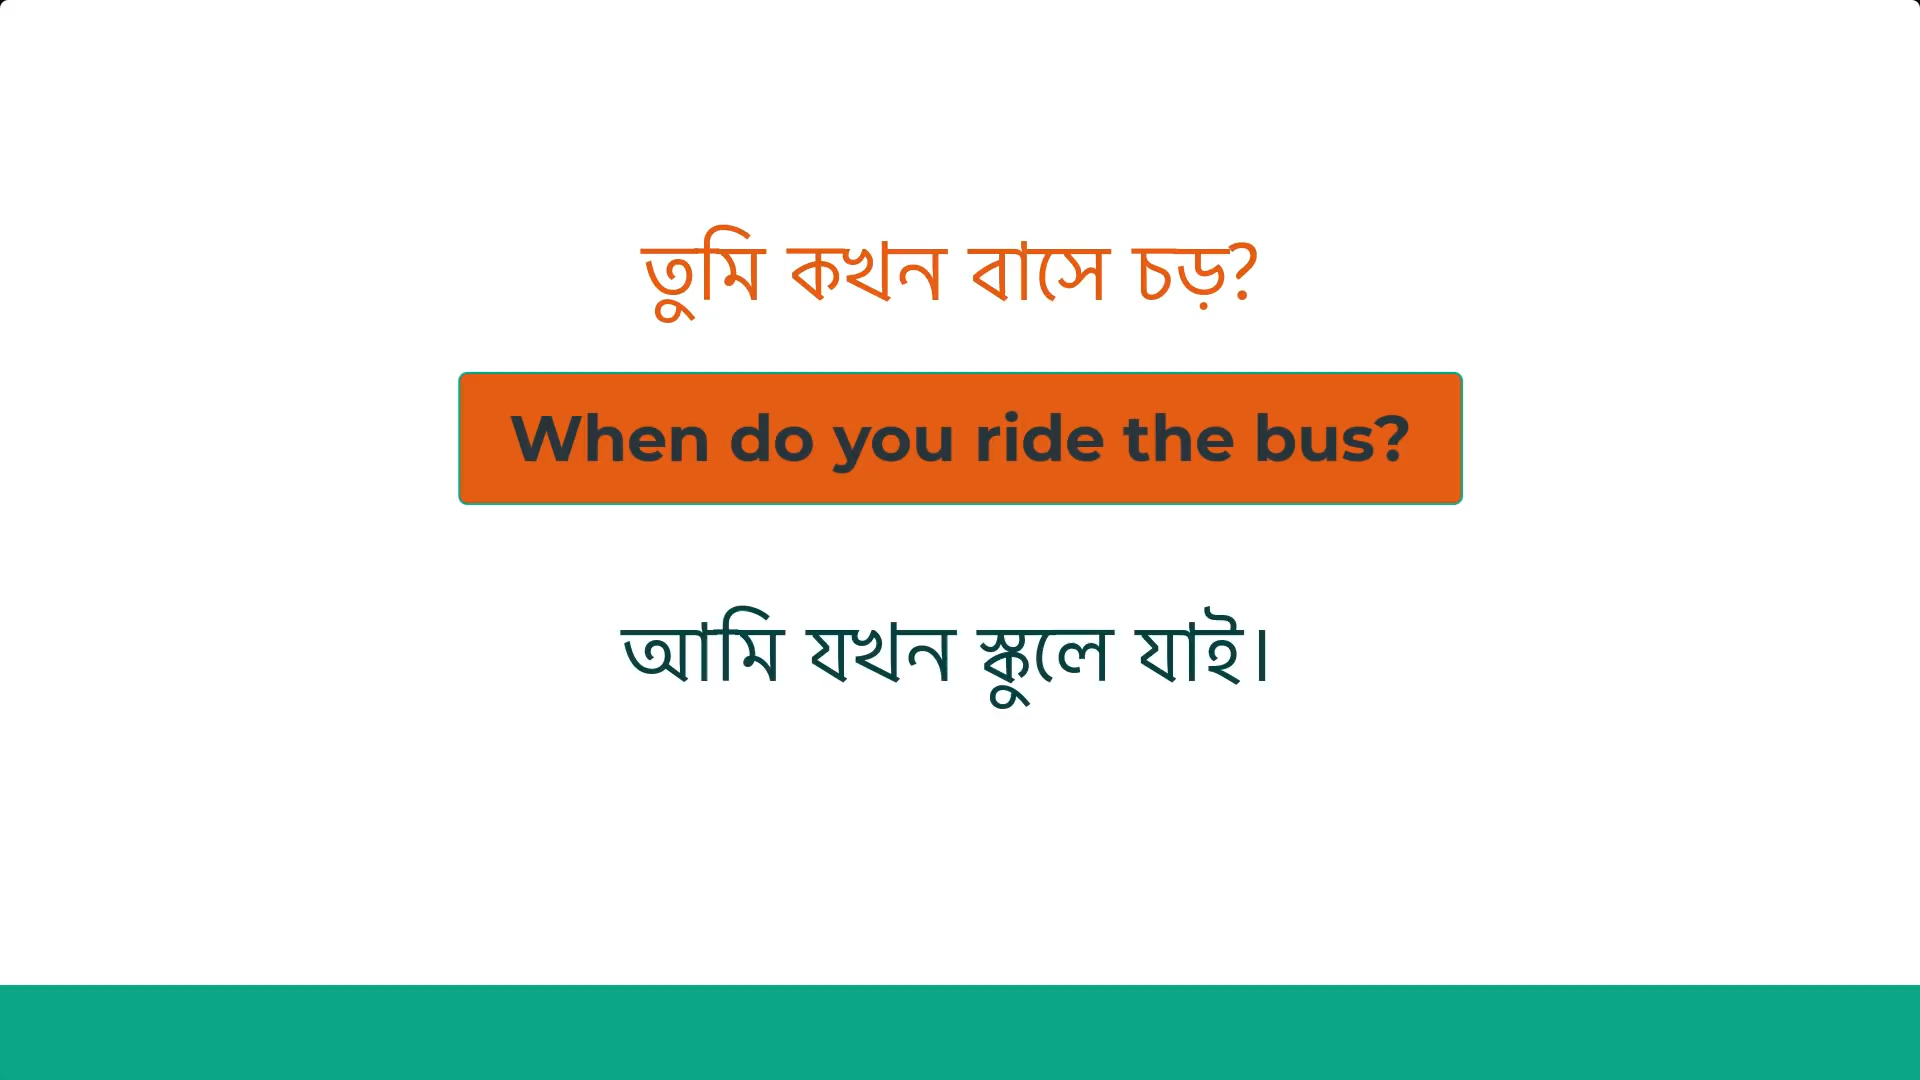 তুমি কখন বাসে চড়?
When do you ride the bus?
আমি যখন স্কুলে যাই।